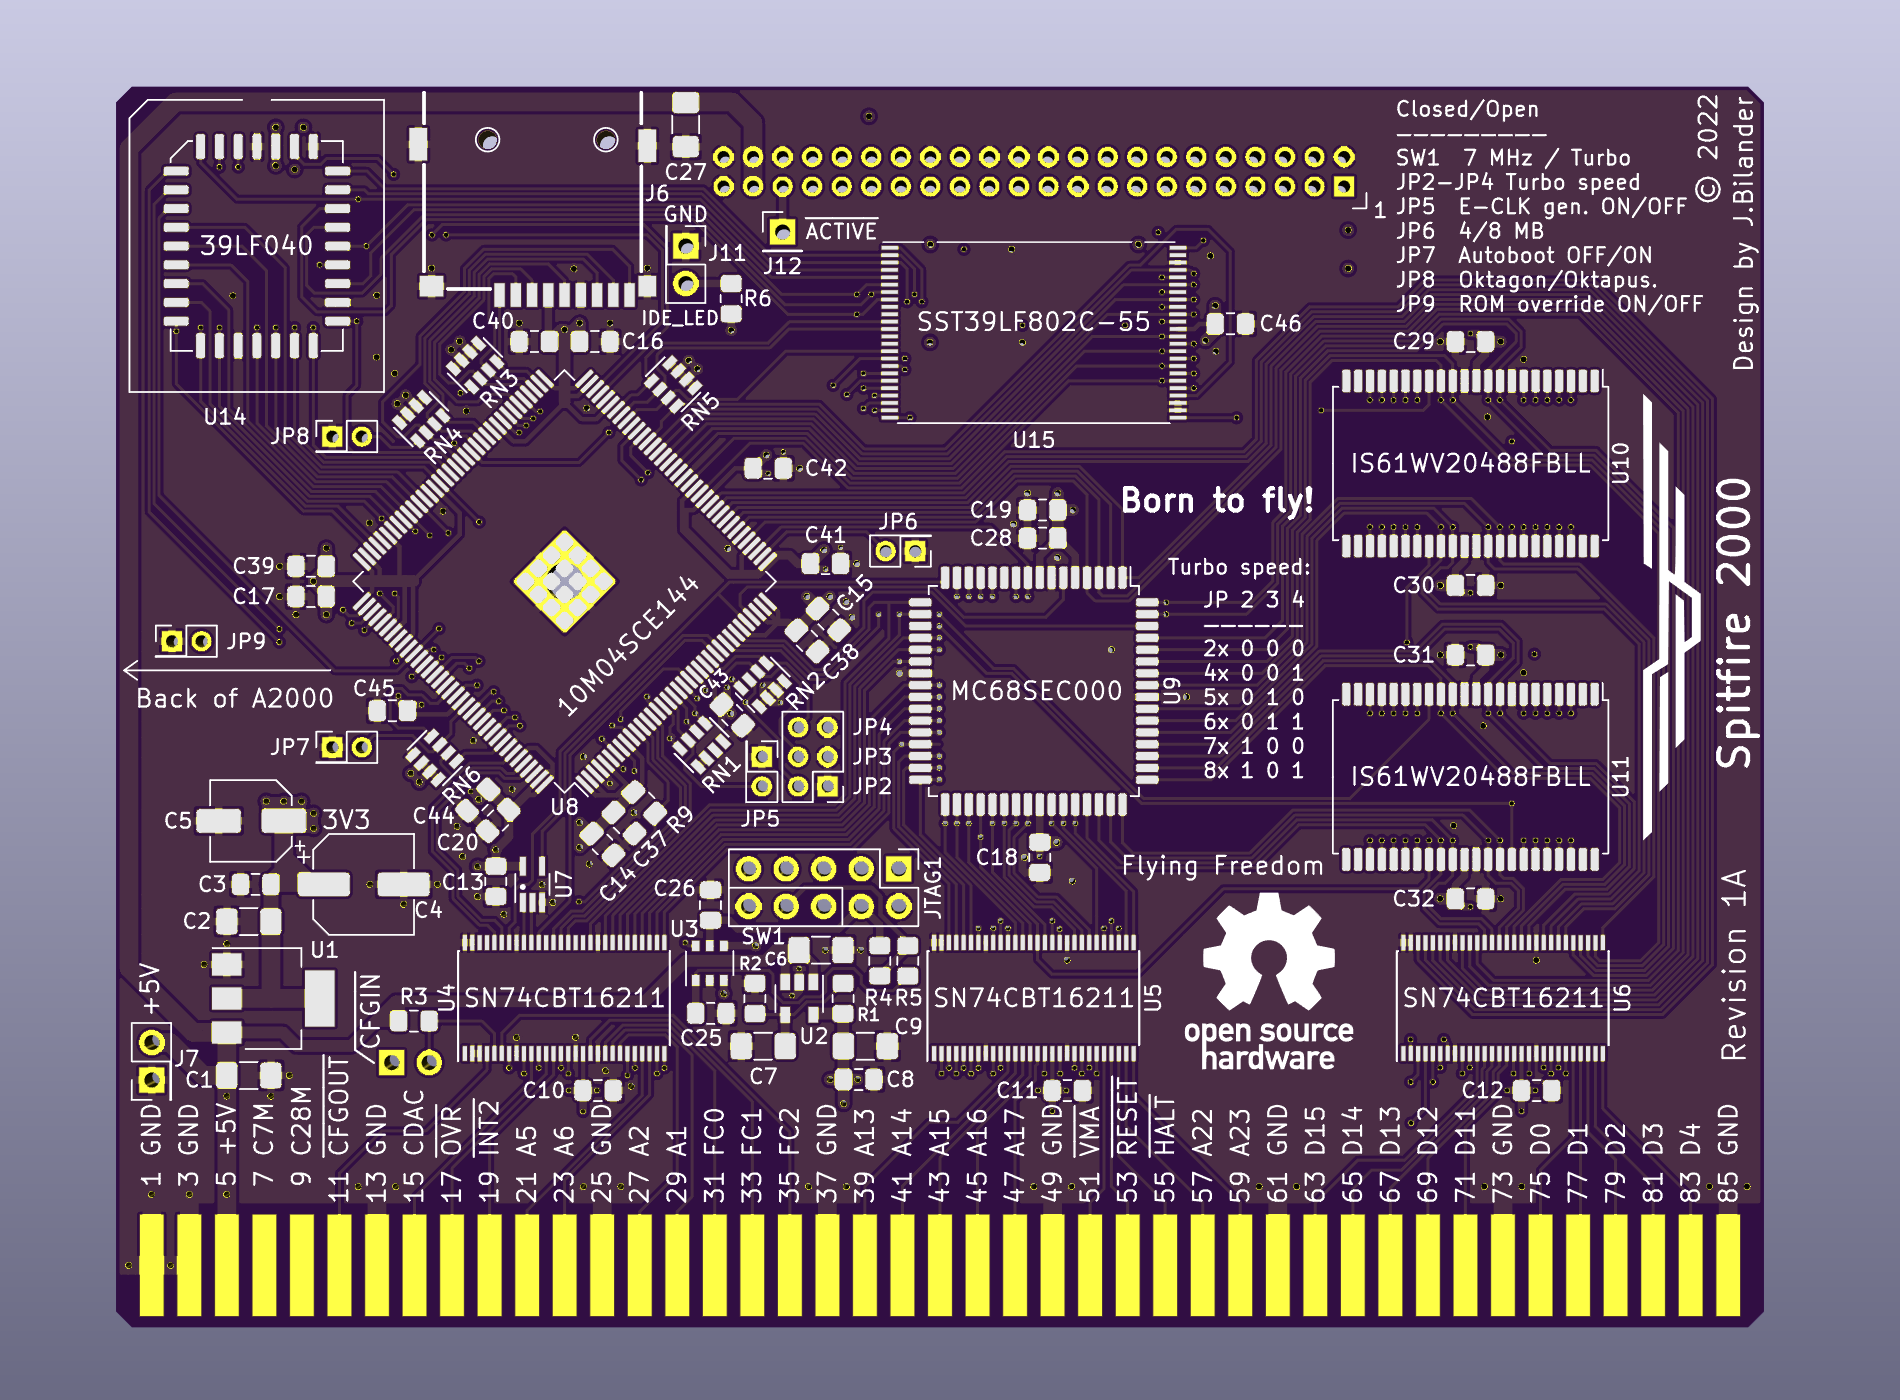 Closed/Open
----------
SW1 7 MHz / Turbo
JP2-JP4 Turbo speed
JP5 E-CLK gen. ON/OFF
JP6 4/8 MB
JP7 Autoboot OFF/ON
JP8 Oktagon/Oktapus.
JP9 ROM override ON/OFF
© 2022
Design by J.Bilander
C27
J6
GND
J11
ACTIVE
J12
1
39LF040
R6
IDE_LED
C40
C16
SST39LF802C-55
C46
C29
RN3
RN5
RN4
U14
JP8
U15
C42
IS61WV20488FBLL
U10
Born to fly!
C19
C28
JP6
C41
C39
C17
Turbo speed:
JP 2 3 4
-------
2x 0 0 0
4x 0 0 1
5x 0 1 0
6x 0 1 1
7x 1 0 0
8x 1 0 1
C30
C31
Spitfire 2000
C15
C38
JP9
Back of A2000
10M04SCE144
C43
RN2
MC68SEC000
U9
C45
JP7
RN1
JP4
JP3
JP2
JP5
IS61WV20488FBLL
U11
RN6
U8
C44
C20
R9
C37
C14
C5
3V3
+
+
C3
C4
C2
C13
U7
C26
JTAG1
C18
Flying Freedom
C32
U1
U3
SW1
C6
R2
+5V
/CFGIN
R3
U4
SN74CBT16211
C25
U2
R4
R5
R1
C9
SN74CBT16211
U5
open source
hardware
SN74CBT16211
U6
Revision 1A
J7
C1
C7
C8
C10
C11
C12
1 GND
3 GND
5 +5V
7 C7M
9 C28M
11 CFGOUT
13 GND
15 CDAC
17 OVR
19 INT2
21 A5
23 A6
25 GND
27 A2
29 A1
31 FC0
33 FC1
35 FC2
37 GND
39 A13
41 A14
43 A15
45 A16
47 A17
49 GND
51 VMA
53 RESET
55 HALT
57 A22
59 A23
61 GND
63 D15
65 D14
67 D13
69 D12
71 D11
73 GND
75 D0
77 D1
79 D2
81 D3
83 D4
85 GND